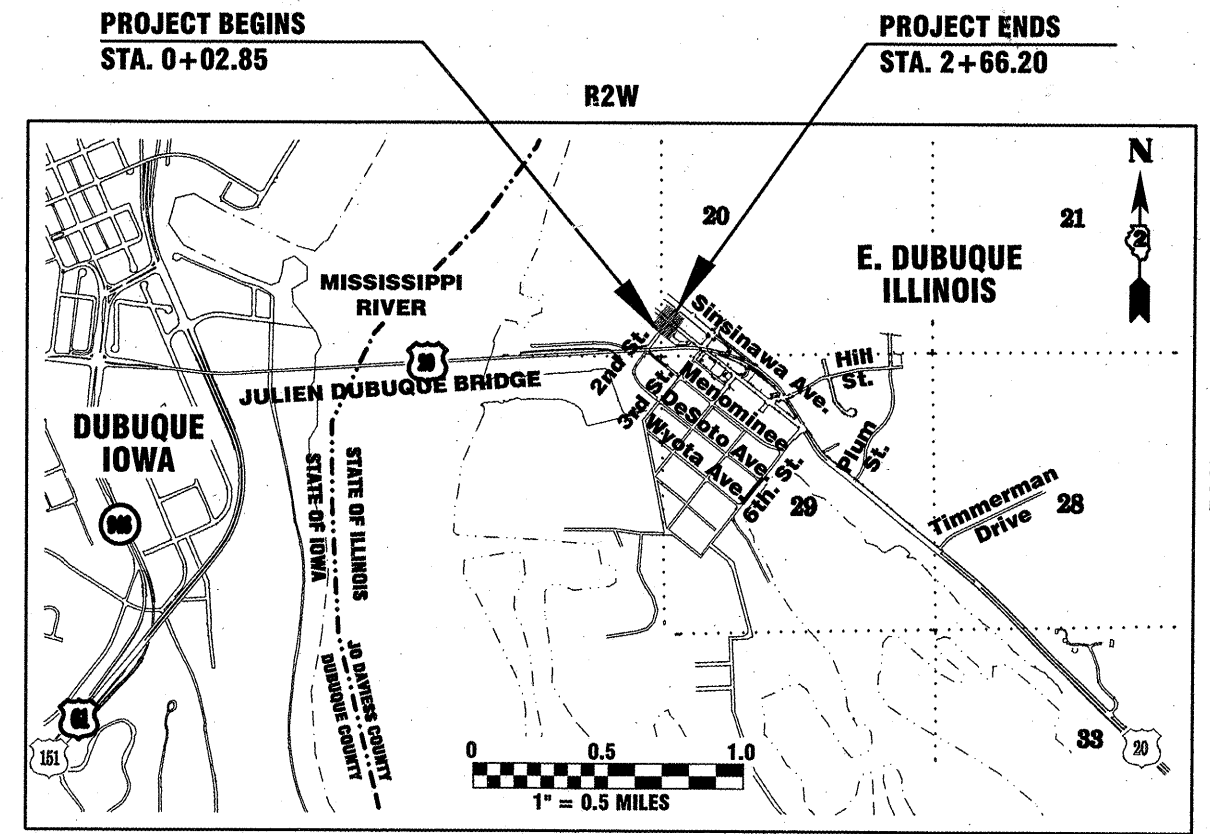 PROJECT BEGINS
STA. 0+02.85
PROJECT ENDS
STA. 2+66.20
R2W
N
2
20
21
E. DUBUQUE
ILLINOIS
MISSISSIPPI
RIVER
Sinsinawa Ave.
2nd St.
Hill
St.
20
JULIEN DUBUQUE BRIDGE
3rd St.
Menominee
DeSoto Ave.
Wyota Ave.
6th. St.
Plum
St.
DUBUQUE
IOWA
STATE OF IOWA
STATE OF ILLINOIS
29
Timmerman
Drive
28
JO DAVIESS COUNTY
DUBUQUE COUNTY
61
151
33
20
0 0.5 1.0
1" = 0.5 MILES